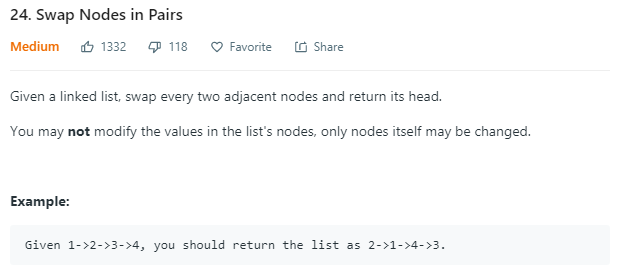 24. Swap Nodes in Pairs
Medium 1332 118 Favorite Share
Given a linked list, swap every two adjacent nodes and return its head.
You may not modify the values in the list's nodes, only nodes itself may be changed.
Example:
Given 1->2->3->4, you should return the list as 2->1->4->3.